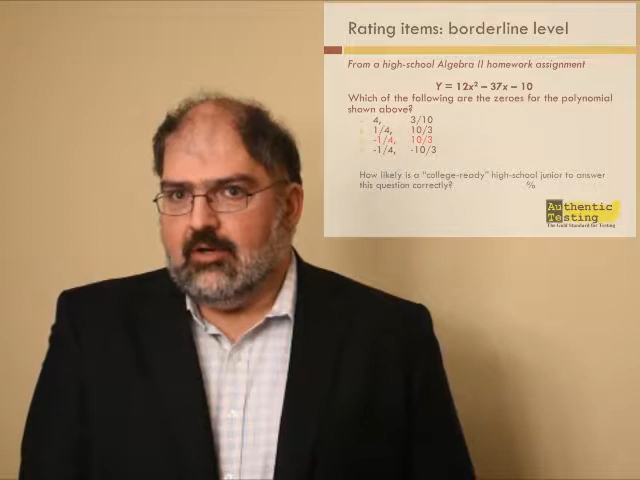 Rating items: borderline level
From a high-school Algebra II homework assignment
Y = 12x² – 37x – 10
Which of the following are the zeroes for the polynomial
shown above?
4, 3/10
1/4, 10/3
-1/4, 10/3
-1/4, -10/3
How likely is a "college-ready" high-school junior to answer
this question correctly? %
Authentic
Testing
The Gold Standard for Testing